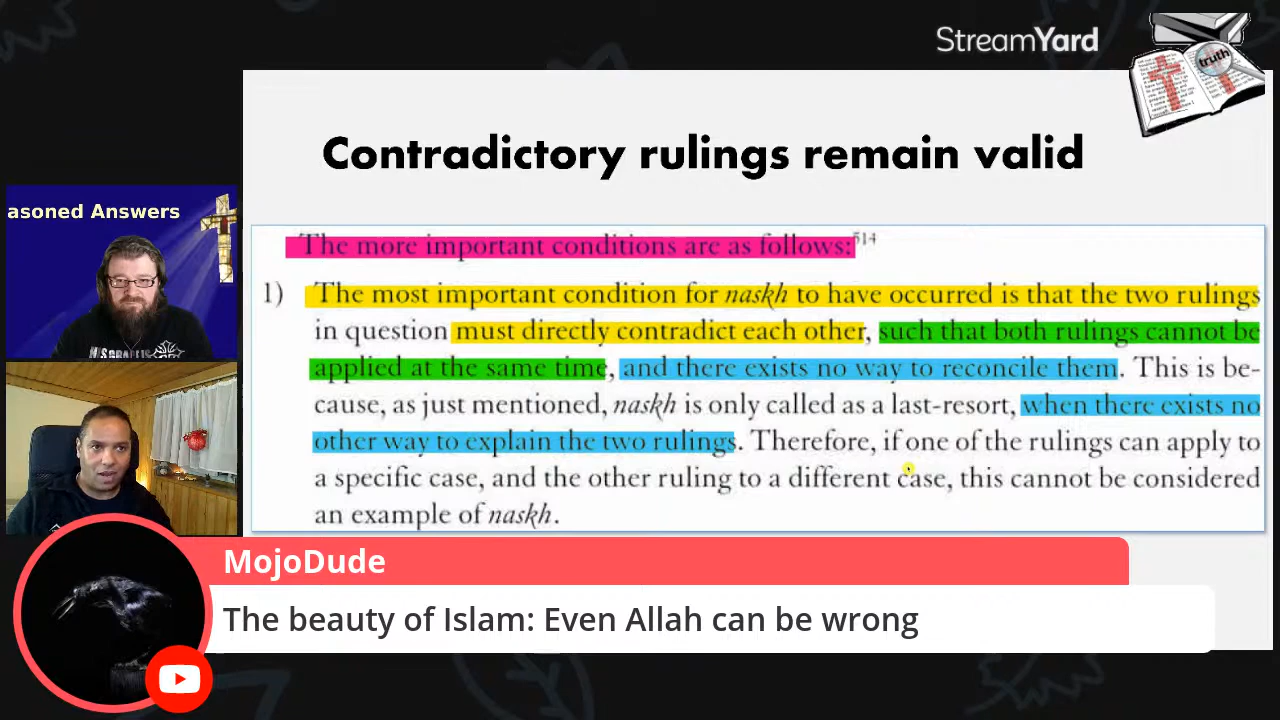 StreamYard
truth
Contradictory rulings remain valid
asoned Answers
The more important conditions are as follows:514
1) The most important condition for naskh to have occurred is that the two rulings
in question must directly contradict each other, such that both rulings cannot be
applied at the same time, and there exists no way to reconcile them. This is be-
cause, as just mentioned, naskh is only called as a last-resort, when there exists no
other way to explain the two rulings. Therefore, if one of the rulings can apply to
a specific case, and the other ruling to a different case, this cannot be considered
an example of naskh.
MojoDude
The beauty of Islam: Even Allah can be wrong